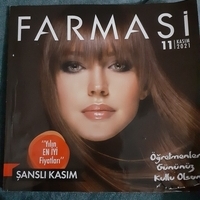 FARMASİ
11 KASIM
2021
"Yılın
EN İYİ
Fiyatları"
ŞANSLI KASIM
Öğretmenler
Gününüz
Kutlu Olsun